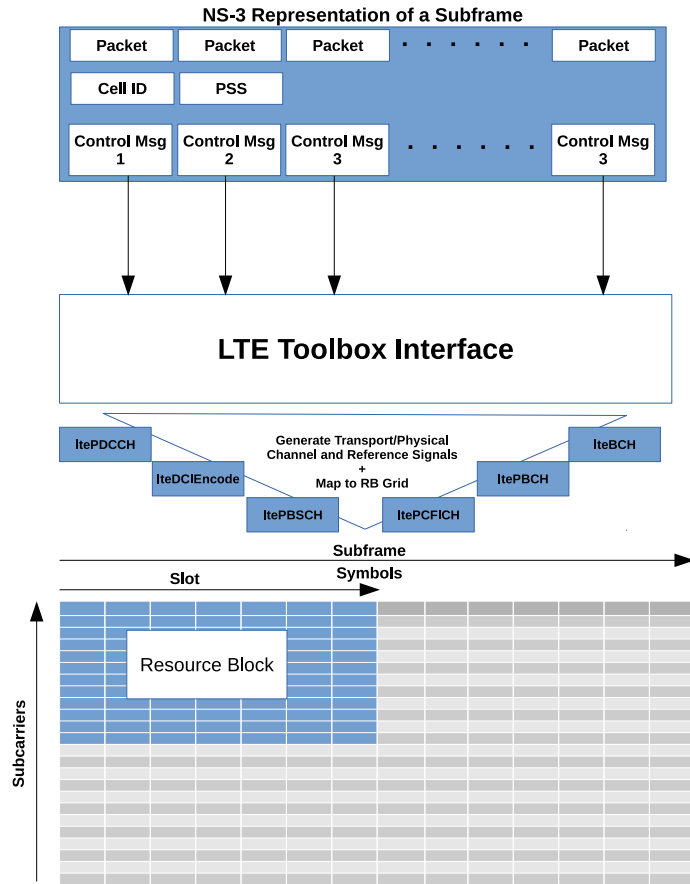 NS-3 Representation of a Subframe
Packet Packet Packet . . . . . . Packet
Cell ID PSS
Control Msg 1 Control Msg 2 Control Msg 3 . . . . . . Control Msg 3
LTE Toolbox Interface
Generate Transport/Physical
Channel and Reference Signals
+
Map to RB Grid
ltePDCCH
lteDCIEncode
ltePBSCH
ltePCFICH
ltePBCH
lteBCH
Subframe
Slot
Symbols
Resource Block
Subcarriers